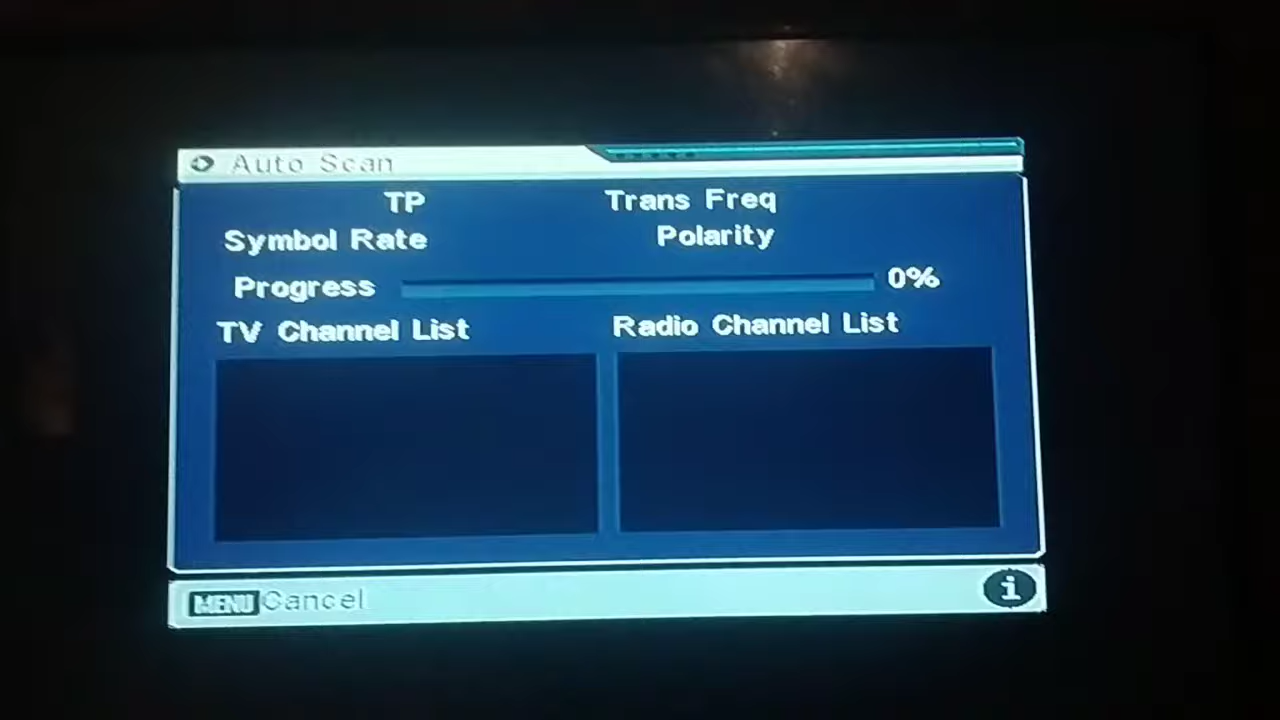 Auto Scan
TP Trans Freq
Symbol Rate Polarity
Progress 0%
TV Channel List Radio Channel List
MENU Cancel i